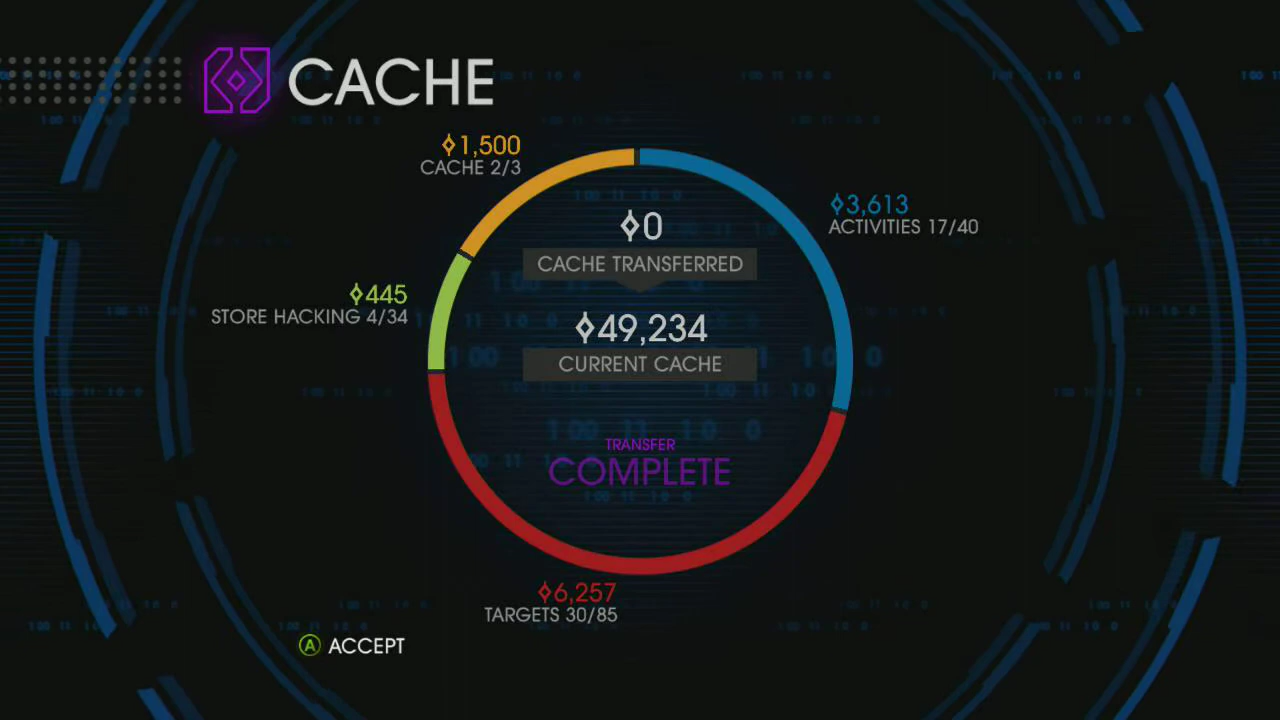 CACHE
1,500
CACHE 2/3
3,613
ACTIVITIES 17/40
0
CACHE TRANSFERRED
445
STORE HACKING 4/34
49,234
CURRENT CACHE
TRANSFER
COMPLETE
6,257
TARGETS 30/85
A ACCEPT